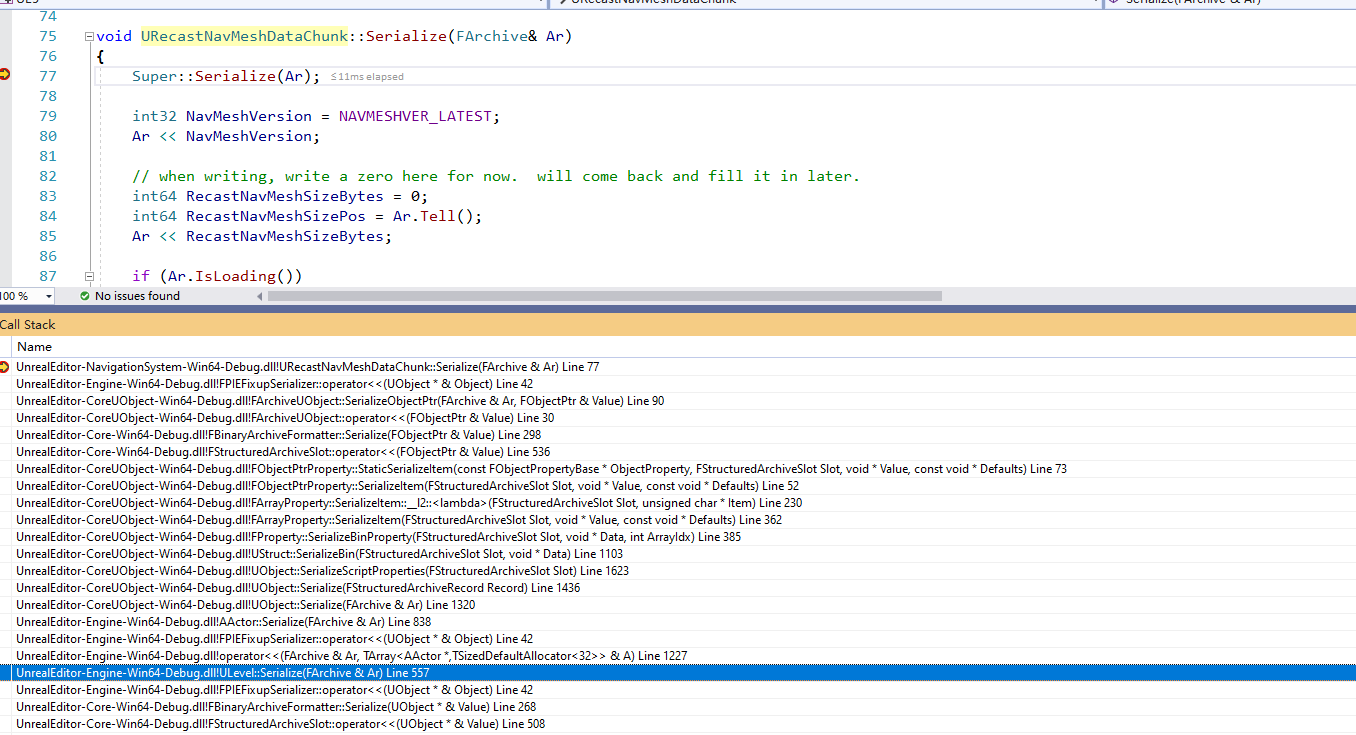 74
75 void URecastNavMeshDataChunk::Serialize(FArchive& Ar)
76 {
77 Super::Serialize(Ar); ≤11ms elapsed
78
79 int32 NavMeshVersion = NAVMESHVER_LATEST;
80 Ar << NavMeshVersion;
81
82 // when writing, write a zero here for now.  will come back and fill it in later.
83 int64 RecastNavMeshSizeBytes = 0;
84 int64 RecastNavMeshSizePos = Ar.Tell();
85 Ar << RecastNavMeshSizeBytes;
86
87 if (Ar.IsLoading())
100 % No issues found
Call Stack
Name
UnrealEditor-NavigationSystem-Win64-Debug.dll!URecastNavMeshDataChunk::Serialize(FArchive & Ar) Line 77
UnrealEditor-Engine-Win64-Debug.dll!FPIEFixupSerializer::operator<<(UObject * & Object) Line 42
UnrealEditor-CoreUObject-Win64-Debug.dll!FArchiveUObject::SerializeObjectPtr(FArchive & Ar, FObjectPtr & Value) Line 90
UnrealEditor-CoreUObject-Win64-Debug.dll!FArchiveUObject::operator<<(FObjectPtr & Value) Line 30
UnrealEditor-Core-Win64-Debug.dll!FBinaryArchiveFormatter::Serialize(FObjectPtr & Value) Line 298
UnrealEditor-Core-Win64-Debug.dll!FStructuredArchiveSlot::operator<<(FObjectPtr & Value) Line 536
UnrealEditor-CoreUObject-Win64-Debug.dll!FObjectPtrProperty::StaticSerializeItem(const FObjectPropertyBase * ObjectProperty, FStructuredArchiveSlot Slot, void * Value, const void * Defaults) Line 73
UnrealEditor-CoreUObject-Win64-Debug.dll!FObjectPtrProperty::SerializeItem(FStructuredArchiveSlot Slot, void * Value, const void * Defaults) Line 52
UnrealEditor-CoreUObject-Win64-Debug.dll!FArrayProperty::SerializeItem::__l2::<lambda>(FStructuredArchiveSlot Slot, unsigned char * Item) Line 230
UnrealEditor-CoreUObject-Win64-Debug.dll!FArrayProperty::SerializeItem(FStructuredArchiveSlot Slot, void * Value, const void * Defaults) Line 362
UnrealEditor-CoreUObject-Win64-Debug.dll!FProperty::SerializeBinProperty(FStructuredArchiveSlot Slot, void * Data, int ArrayIdx) Line 385
UnrealEditor-CoreUObject-Win64-Debug.dll!UStruct::SerializeBin(FStructuredArchiveSlot Slot, void * Data) Line 1103
UnrealEditor-CoreUObject-Win64-Debug.dll!UObject::SerializeScriptProperties(FStructuredArchiveSlot Slot) Line 1623
UnrealEditor-CoreUObject-Win64-Debug.dll!UObject::Serialize(FStructuredArchiveRecord Record) Line 1436
UnrealEditor-CoreUObject-Win64-Debug.dll!UObject::Serialize(FArchive & Ar) Line 1320
UnrealEditor-Engine-Win64-Debug.dll!AActor::Serialize(FArchive & Ar) Line 838
UnrealEditor-Engine-Win64-Debug.dll!FPIEFixupSerializer::operator<<(UObject * & Object) Line 42
UnrealEditor-Engine-Win64-Debug.dll!operator<<(FArchive & Ar, TArray<AActor *,TSizedDefaultAllocator<32>> & A) Line 1227
UnrealEditor-Engine-Win64-Debug.dll!ULevel::Serialize(FArchive & Ar) Line 557
UnrealEditor-Engine-Win64-Debug.dll!FPIEFixupSerializer::operator<<(UObject * & Object) Line 42
UnrealEditor-Core-Win64-Debug.dll!FBinaryArchiveFormatter::Serialize(UObject * & Value) Line 268
UnrealEditor-Core-Win64-Debug.dll!FStructuredArchiveSlot::operator<<(UObject * & Value) Line 508